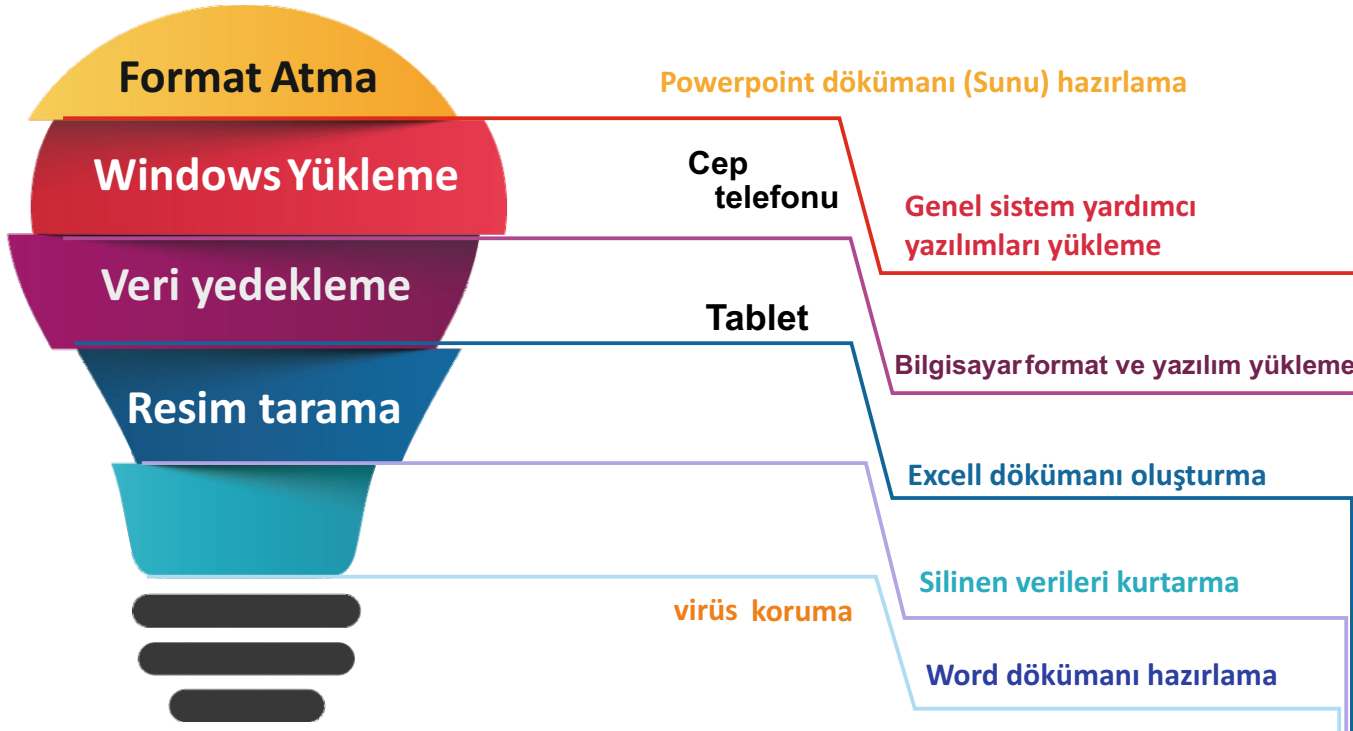 Format Atma
Windows Yükleme
Veri yedekleme
Resim tarama
Powerpoint dökümanı (Sunu) hazırlama
Cep
telefonu
Genel sistem yardımcı
yazılımları yükleme
Tablet
Bilgisayar format ve yazılım yükleme
Excell dökümanı oluşturma
Silinen verileri kurtarma
virüs koruma
Word dökümanı hazırlama